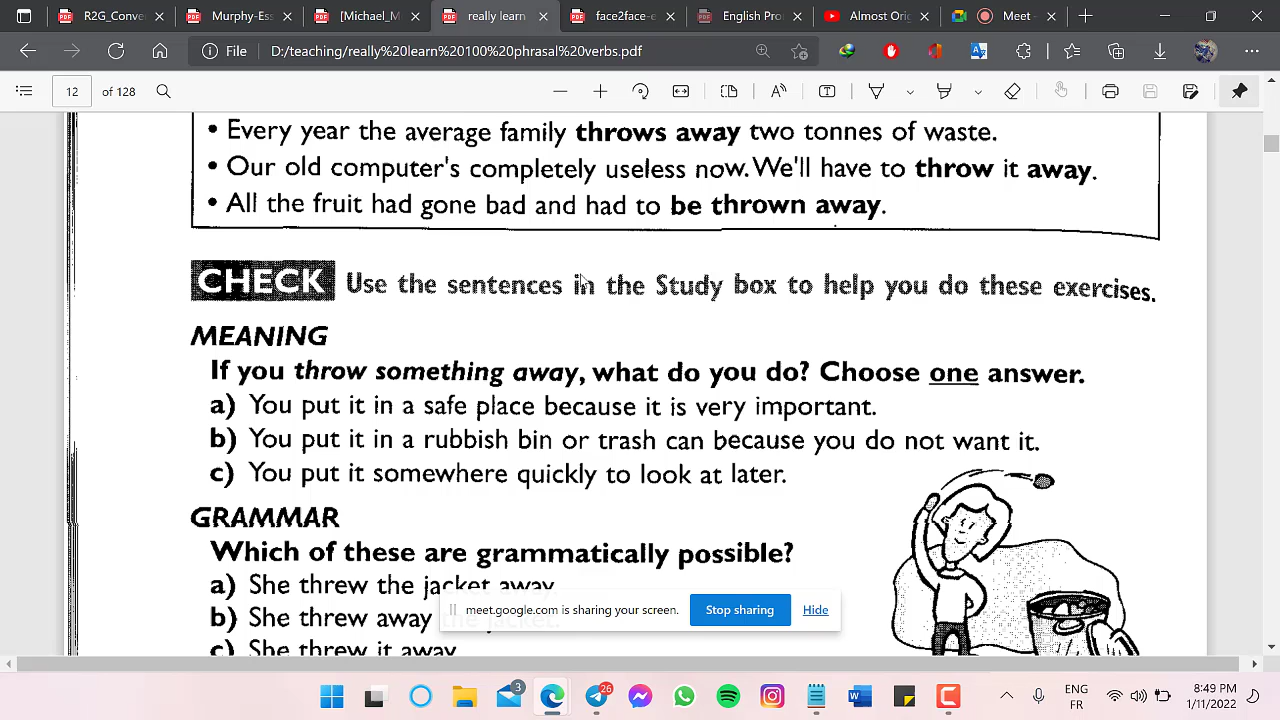 R2G_Conve
Murphy-Ess
[Michael_M
really learn
face2face-e
English Pro
Almost Ori
Meet -
File
D:/teaching/really%20learn%20100%20phrasal%20verbs.pdf
12 of 128
• Every year the average family throws away two tonnes of waste.
• Our old computer's completely useless now. We'll have to throw it away.
• All the fruit had gone bad and had to be thrown away.
CHECK Use the sentences in the Study box to help you do these exercises.
MEANING
If you throw something away, what do you do? Choose one answer.
a) You put it in a safe place because it is very important.
b) You put it in a rubbish bin or trash can because you do not want it.
c) You put it somewhere quickly to look at later.
GRAMMAR
Which of these are grammatically possible?
a) She threw the jacket away.
b) She threw away the jacket.
c) She threw it away.
meet.google.com is sharing your screen.
Stop sharing
Hide
3
26
ENG
FR
8:49 PM
1/11/2022